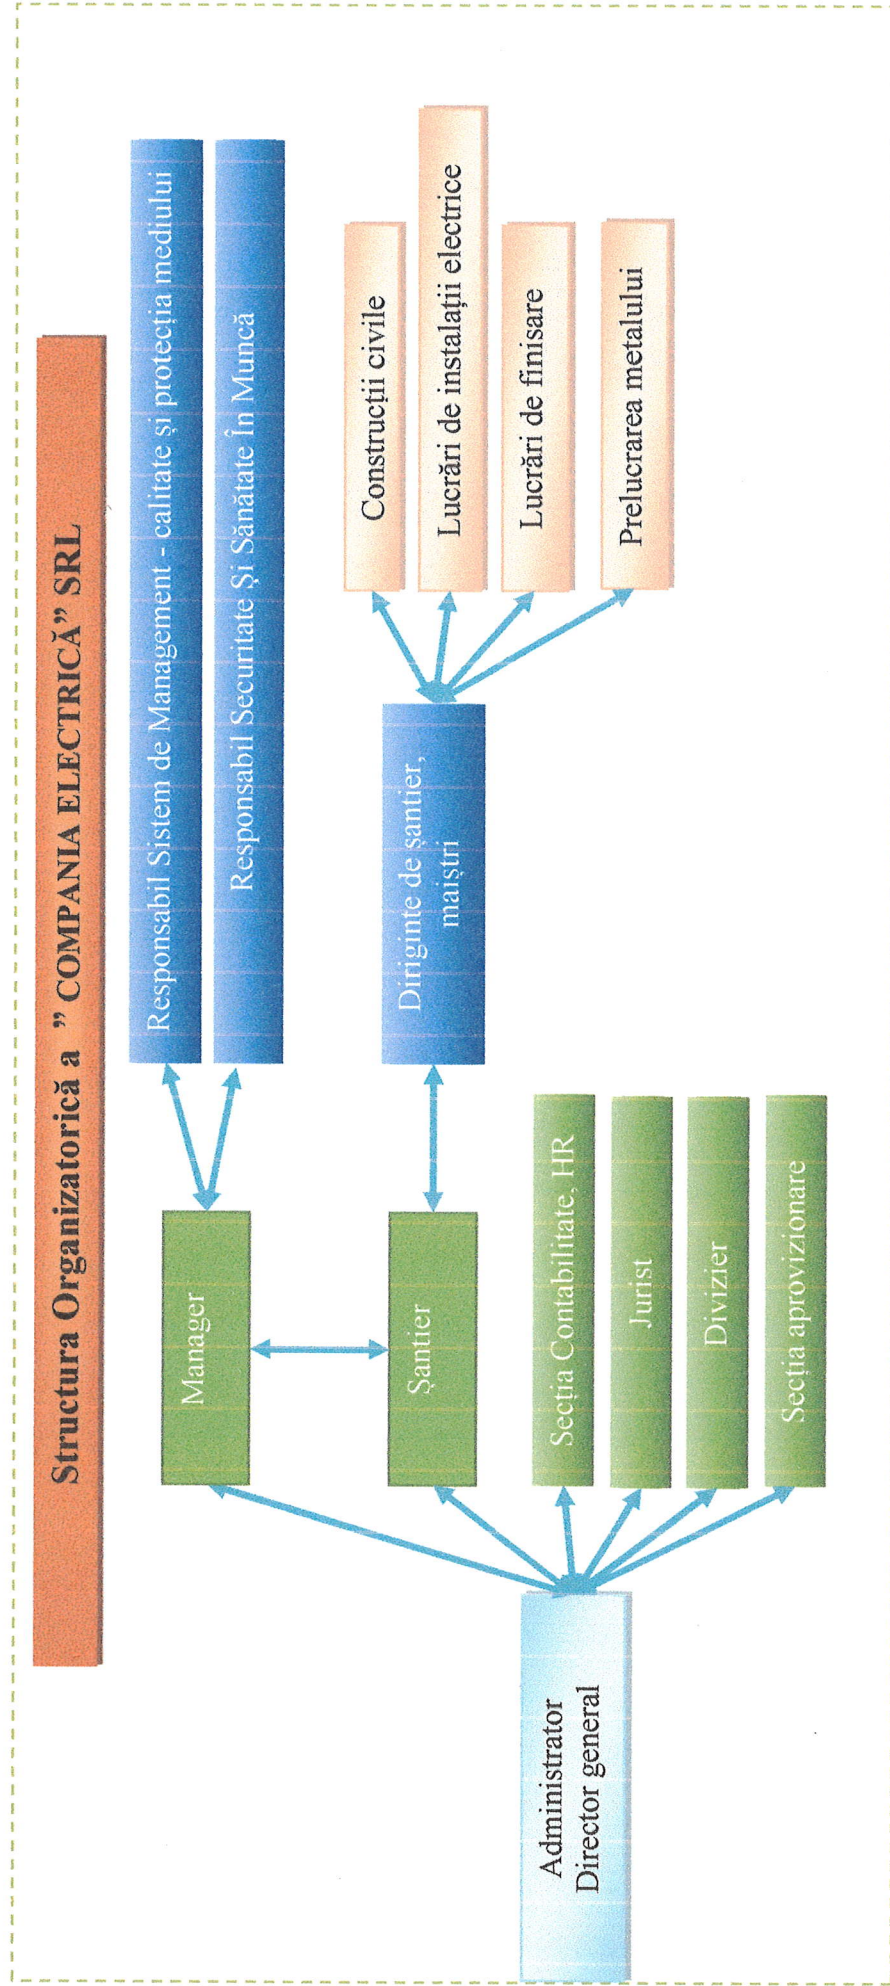 Structura Organizatorică a ” COMPANIA ELECTRICĂ” SRL
Responsabil Sistem de Management - calitate și protecția mediului
Responsabil Securitate Și Sănătate În Muncă
Manager
Șantier
Diriginte de șantier,
maiștri
Construcții civile
Lucrări de instalații electrice
Lucrări de finisare
Prelucrarea metalului
Administrator
Director general
Secția Contabilitate, HR
Jurist
Divizier
Secția aprovizionare